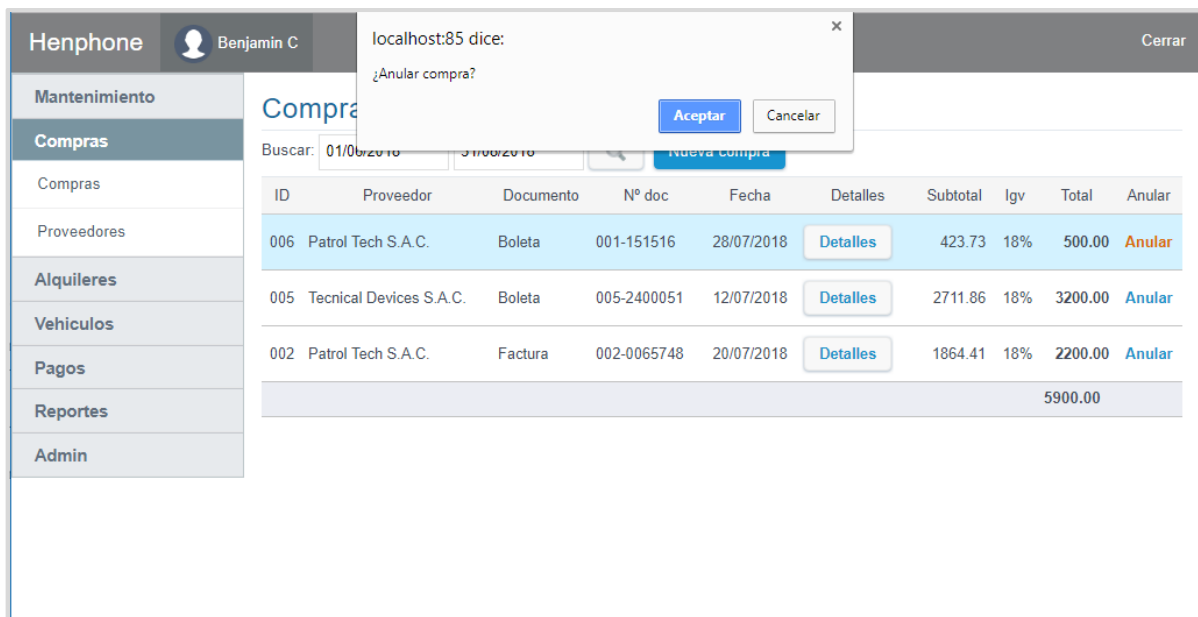 Henphone Benjamin C Cerrar
localhost:85 dice:
¿Anular compra?
Aceptar Cancelar
Mantenimiento
Compras
Compras
Proveedores
Alquileres
Vehiculos
Pagos
Reportes
Admin
Compra
Buscar: Nueva compra
ID Proveedor Documento Nº doc Fecha Detalles Subtotal Igv Total Anular
006 Patrol Tech S.A.C. Boleta 001-151516 28/07/2018 Detalles 423.73 18% 500.00 Anular
005 Tecnical Devices S.A.C. Boleta 005-2400051 12/07/2018 Detalles 2711.86 18% 3200.00 Anular
002 Patrol Tech S.A.C. Factura 002-0065748 20/07/2018 Detalles 1864.41 18% 2200.00 Anular
5900.00